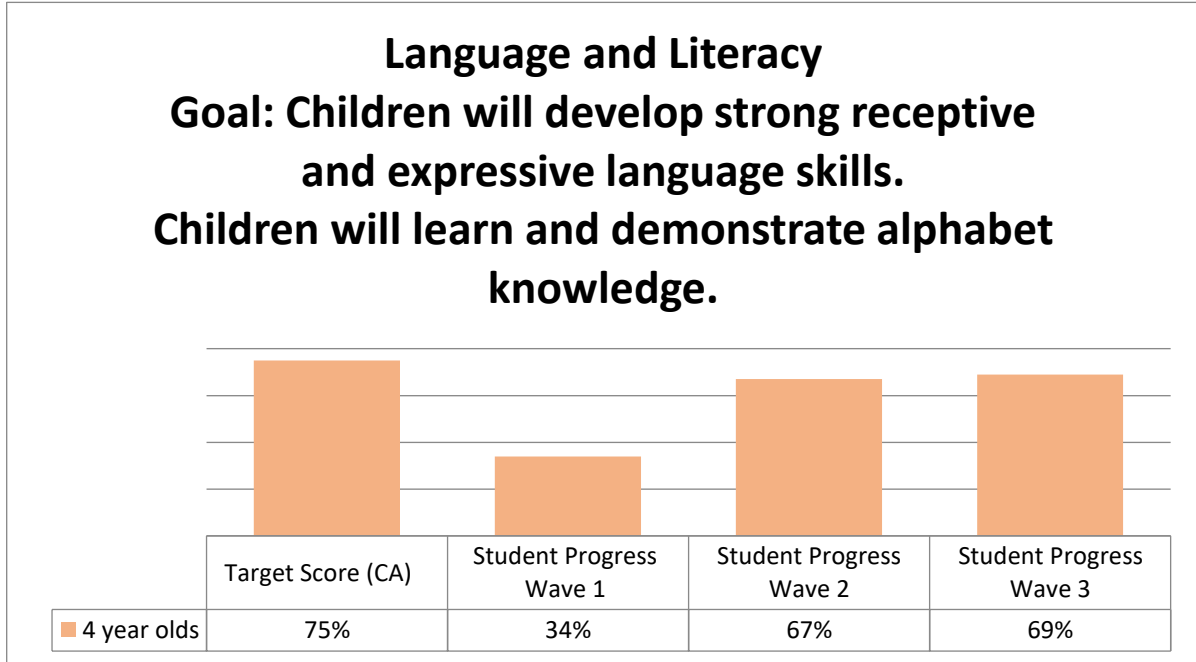 Language and Literacy
Goal: Children will develop strong receptive
and expressive language skills.
Children will learn and demonstrate alphabet
knowledge.
Target Score (CA)
Student Progress
Wave 1
Student Progress
Wave 2
Student Progress
Wave 3
4 year olds
75%
34%
67%
69%